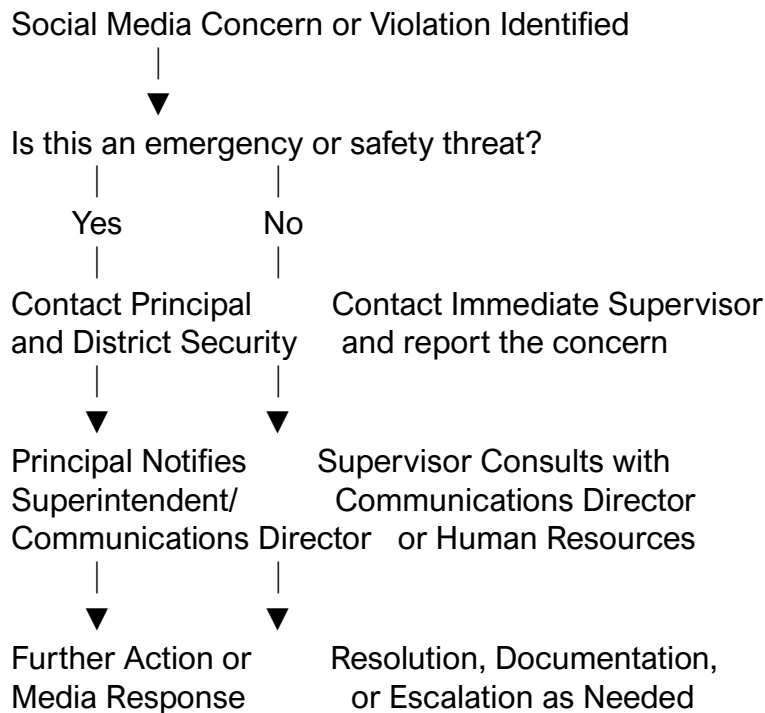 Social Media Concern or Violation Identified
Is this an emergency or safety threat?
Yes No
Contact Principal Contact Immediate Supervisor
and District Security and report the concern
Principal Notifies Supervisor Consults with
Superintendent/ Communications Director
Communications Director or Human Resources
Further Action or Resolution, Documentation,
Media Response or Escalation as Needed